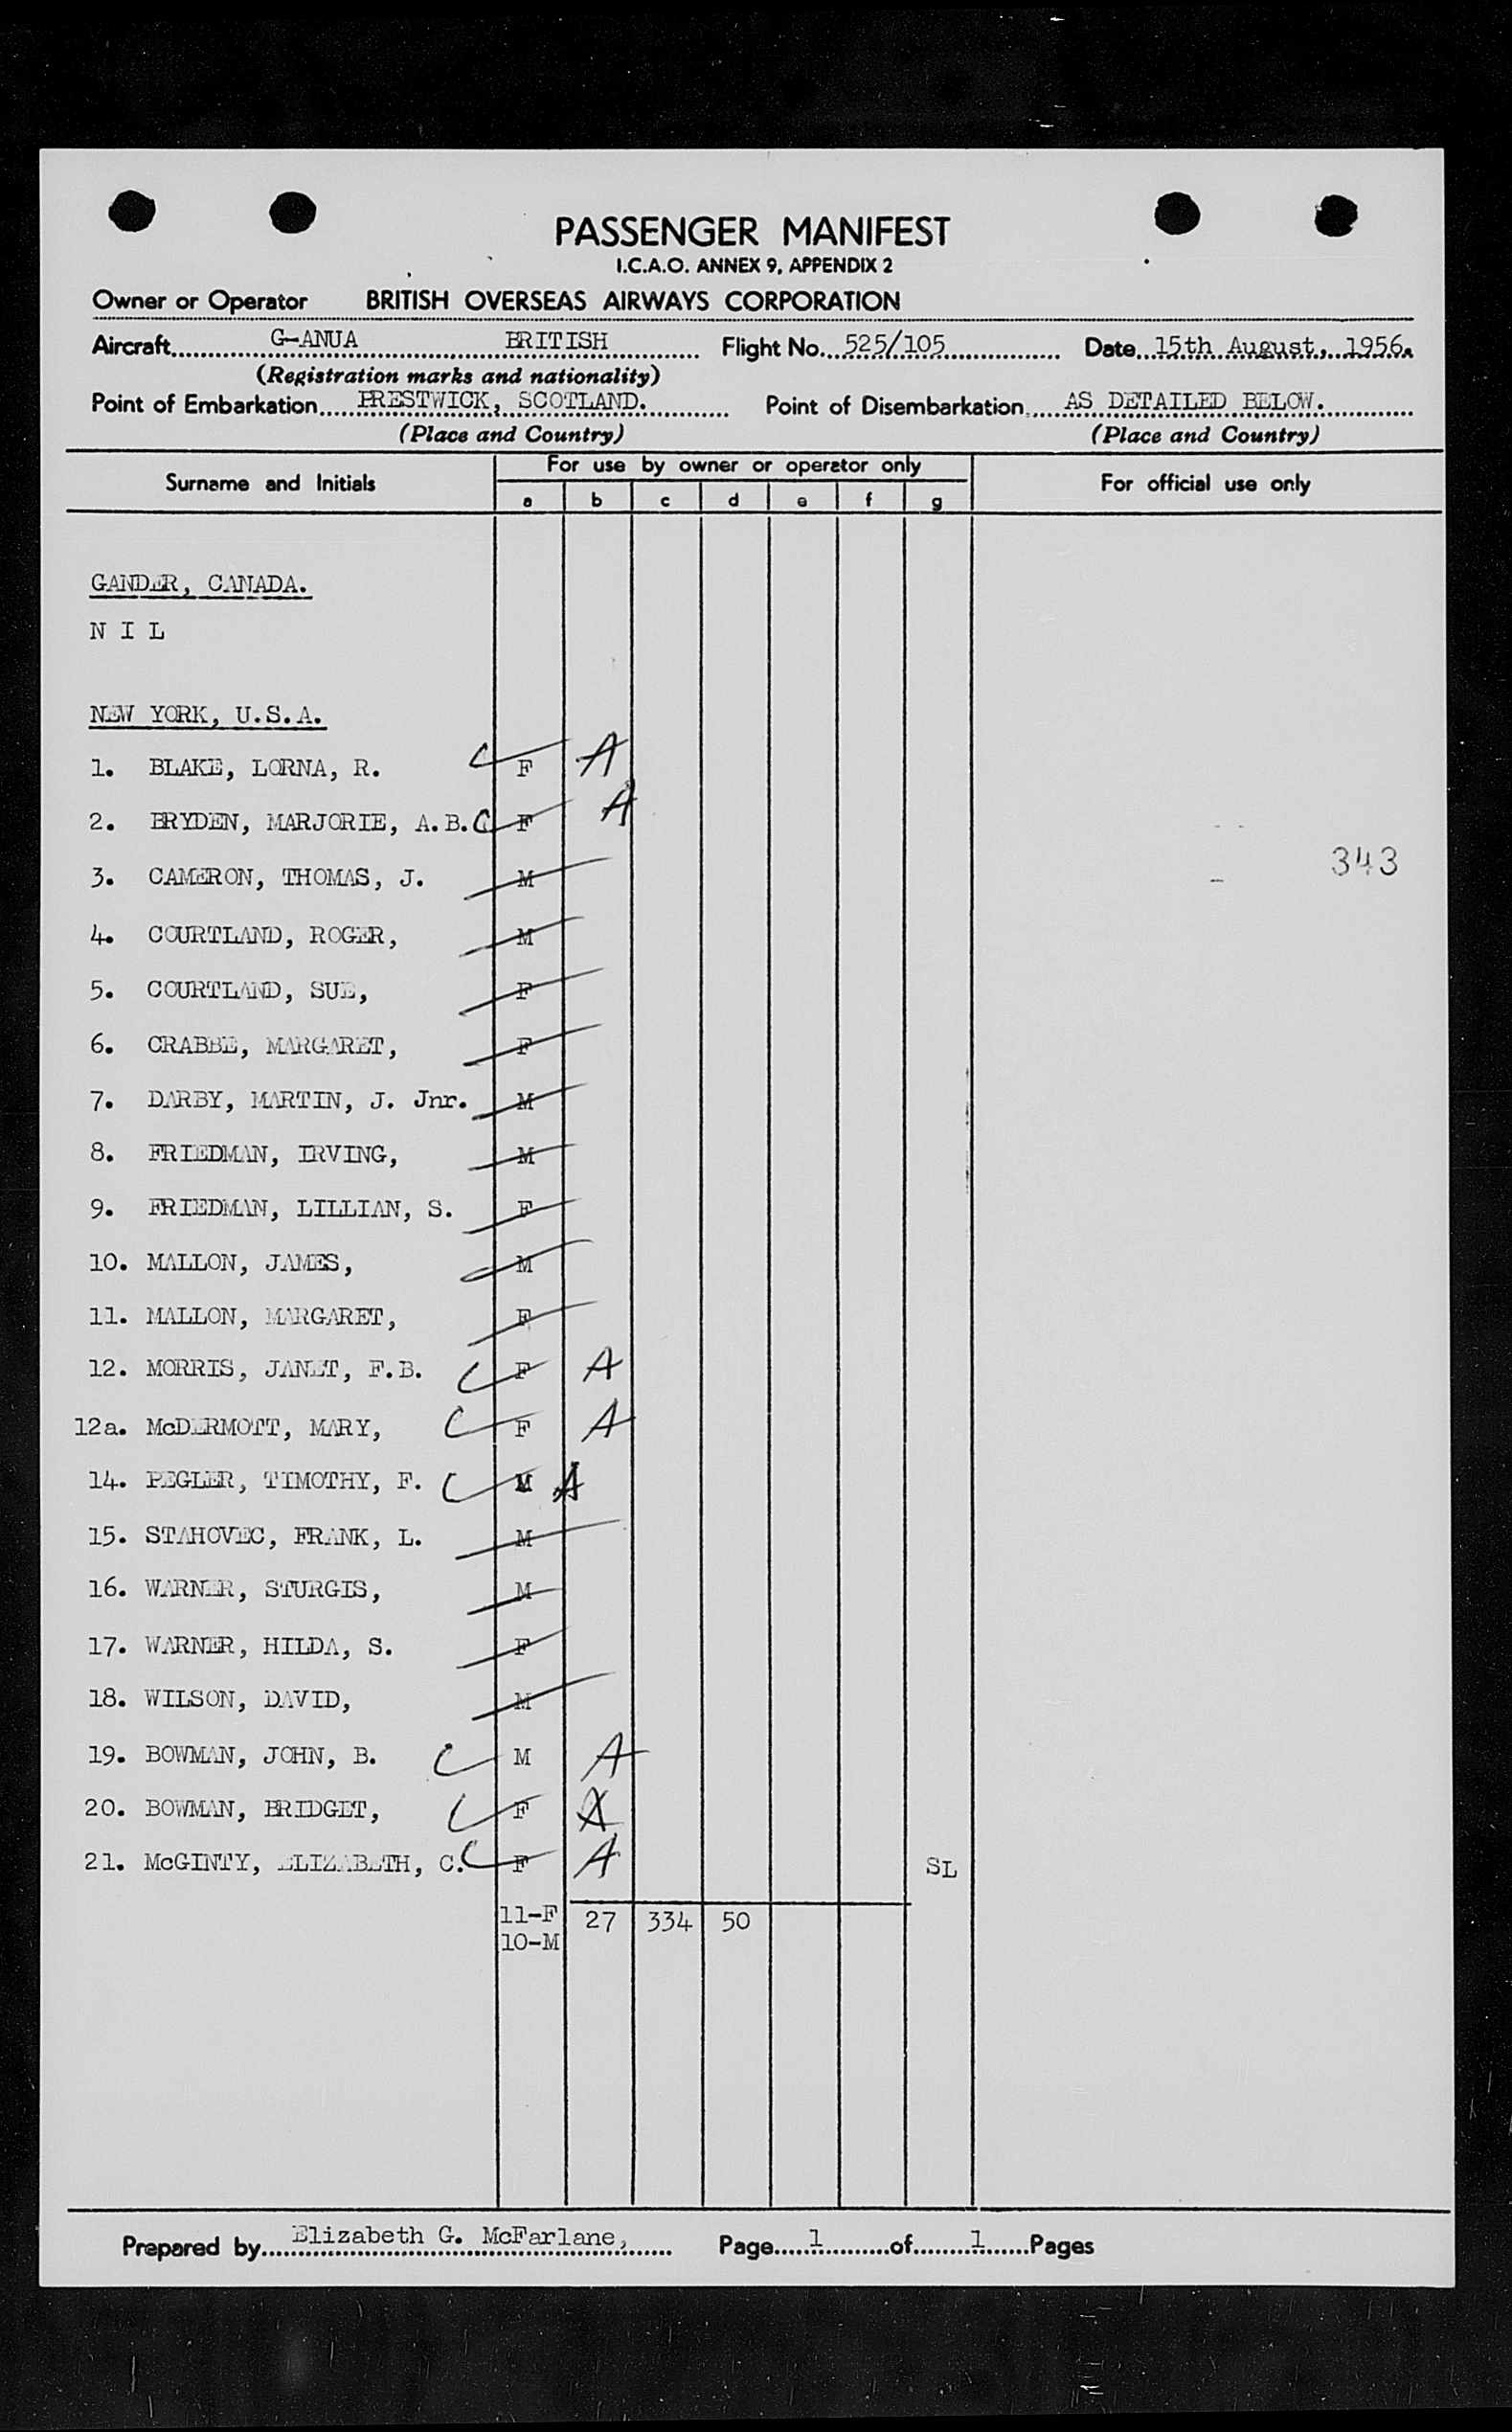 PASSENGER MANIFEST
I.C.A.O. ANNEX 9, APPENDIX 2
Owner or Operator BRITISH OVERSEAS AIRWAYS CORPORATION
Aircraft G-ANUA BRITISH Flight No. 525/105 Date 15th August, 1956.
(Registration marks and nationality)
Point of Embarkation PRESTWICK, SCOTLAND. Point of Disembarkation AS DETAILED BELOW.
(Place and Country) (Place and Country)
Surname and Initials For use by owner or operator only For official use only
a b c d e f g
GANDER, CANADA.
N I L
NEW YORK, U.S.A.
1. BLAKE, LORNA, R. C F A
2. BRYDEN, MARJORIE, A.B. C F A
343
3. CAMERON, THOMAS, J. M
4. COURTLAND, ROGER, M
5. COURTLAND, SUE, F
6. CRABBE, MARGARET, F
7. DARBY, MARTIN, J. Jnr. M
8. FRIEDMAN, IRVING, M
9. FRIEDMAN, LILLIAN, S. F
10. MALLON, JAMES, M
11. MALLON, MARGARET, F
12. MORRIS, JANET, F.B. C F A
12a. McDERMOTT, MARY, C F A
14. PEGLER, TIMOTHY, F. C M A
15. STAHOVEC, FRANK, L. M
16. WARNER, STURGIS, M
17. WARNER, HILDA, S. F
18. WILSON, DAVID, M
19. BOWMAN, JOHN, B. C M A
20. BOWMAN, BRIDGET, C F A
21. McGINTY, ELIZABETH, C. C F A SL
11-F 27 334 50
10-M
Prepared by Elizabeth G. McFarlane, Page 1 of 1 Pages